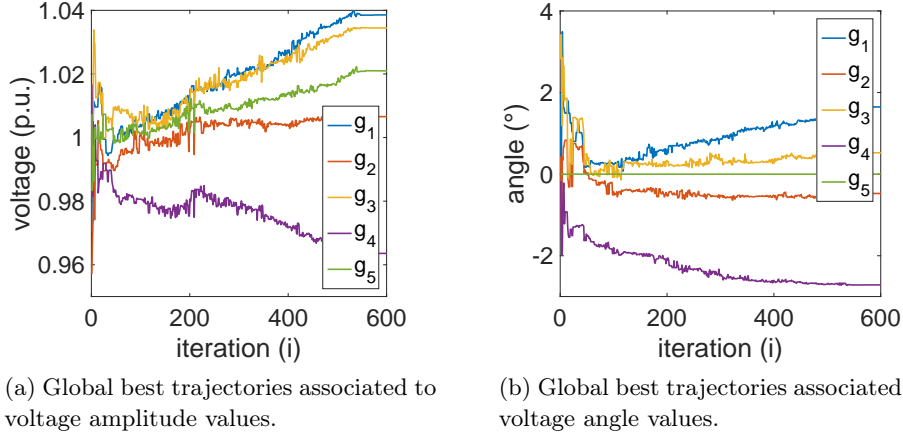 1.04
1.02
1
0.98
0.96
voltage (p.u.)
0
200
400
600
iteration (i)
g1
g2
g3
g4
g5
(a) Global best trajectories associated to
voltage amplitude values.
4
2
0
-2
-4
angle (°)
0
200
400
600
iteration (i)
g1
g2
g3
g4
g5
(b) Global best trajectories associated
voltage angle values.